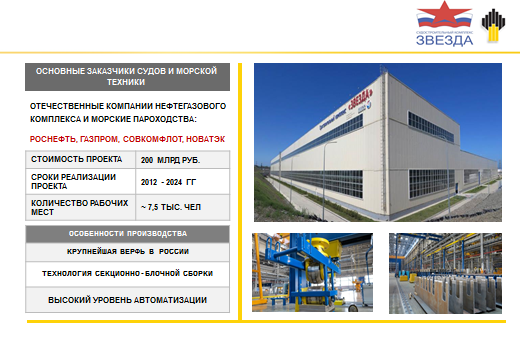 СУДОСТРОИТЕЛЬНЫЙ КОМПЛЕКС
ЗВЕЗДА
ОСНОВНЫЕ ЗАКАЗЧИКИ СУДОВ И МОРСКОЙ
ТЕХНИКИ
ОТЕЧЕСТВЕННЫЕ КОМПАНИИ НЕФТЕГАЗОВОГО
КОМПЛЕКСА И МОРСКИЕ ПАРОХОДСТВА:
РОСНЕФТЬ, ГАЗПРОМ, СОВКОМФЛОТ, НОВАТЭК
СТОИМОСТЬ ПРОЕКТА 200 МЛРД РУБ.
СРОКИ РЕАЛИЗАЦИИ
ПРОЕКТА 2012 - 2024 ГГ
КОЛИЧЕСТВО РАБОЧИХ
МЕСТ ~ 7,5 ТЫС. ЧЕЛ
ОСОБЕННОСТИ ПРОИЗВОДСТВА
КРУПНЕЙШАЯ ВЕРФЬ В РОССИИ
ТЕХНОЛОГИЯ СЕКЦИОННО-БЛОЧНОЙ СБОРКИ
ВЫСОКИЙ УРОВЕНЬ АВТОМАТИЗАЦИИ
"ЗВЕЗДА"